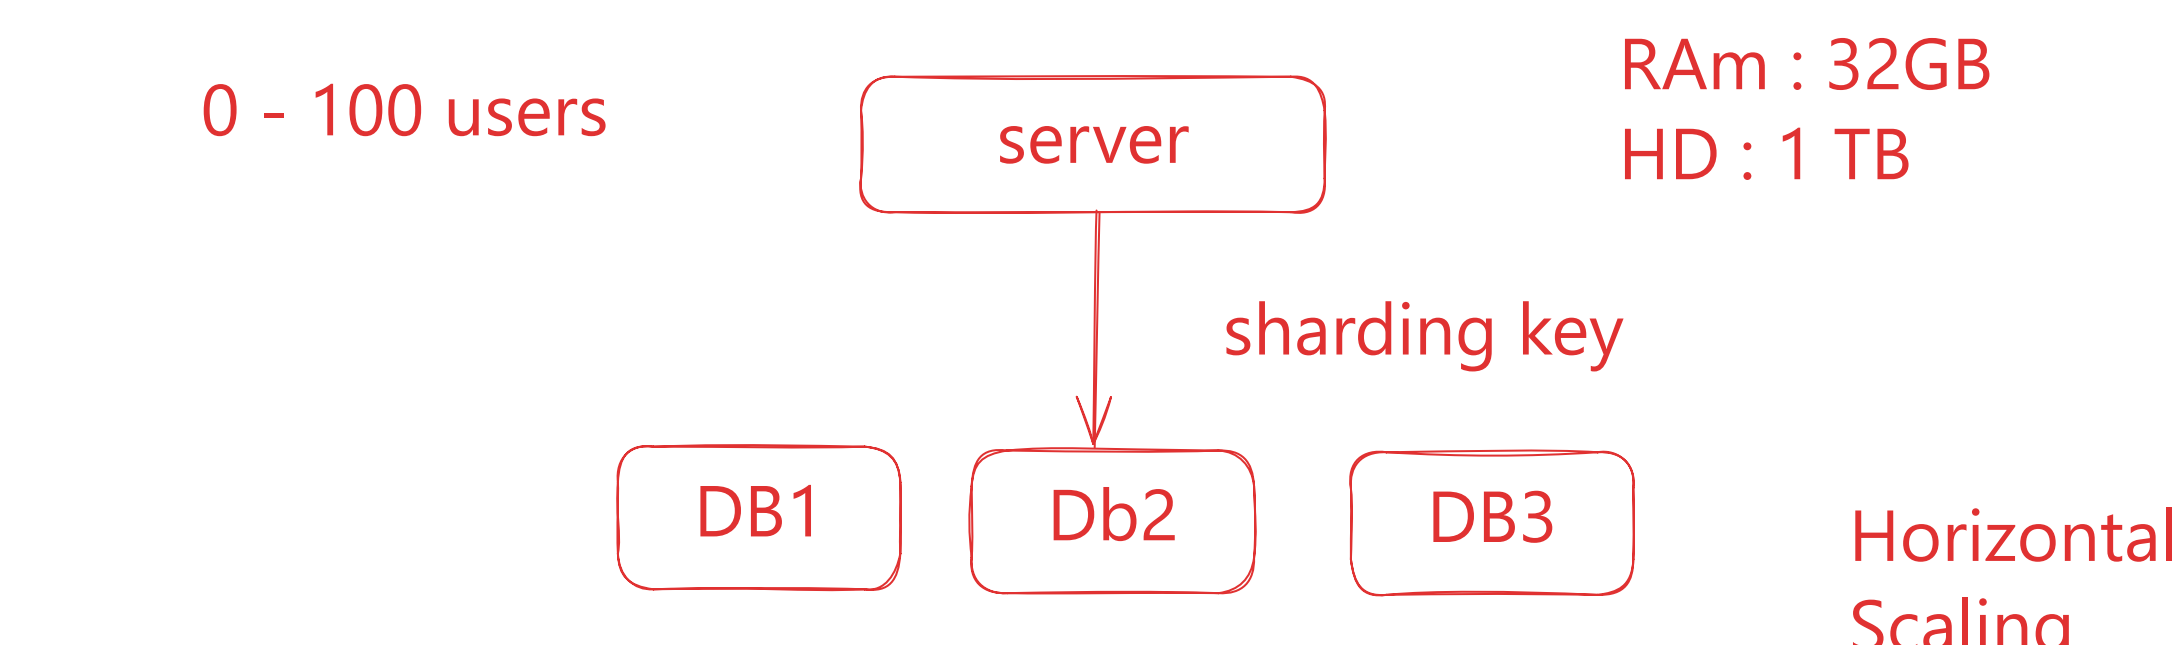 RAm : 32GB
0 - 100 users
server
HD : 1 TB
sharding key
DB1
Db2
DB3
Horizontal
Scaling